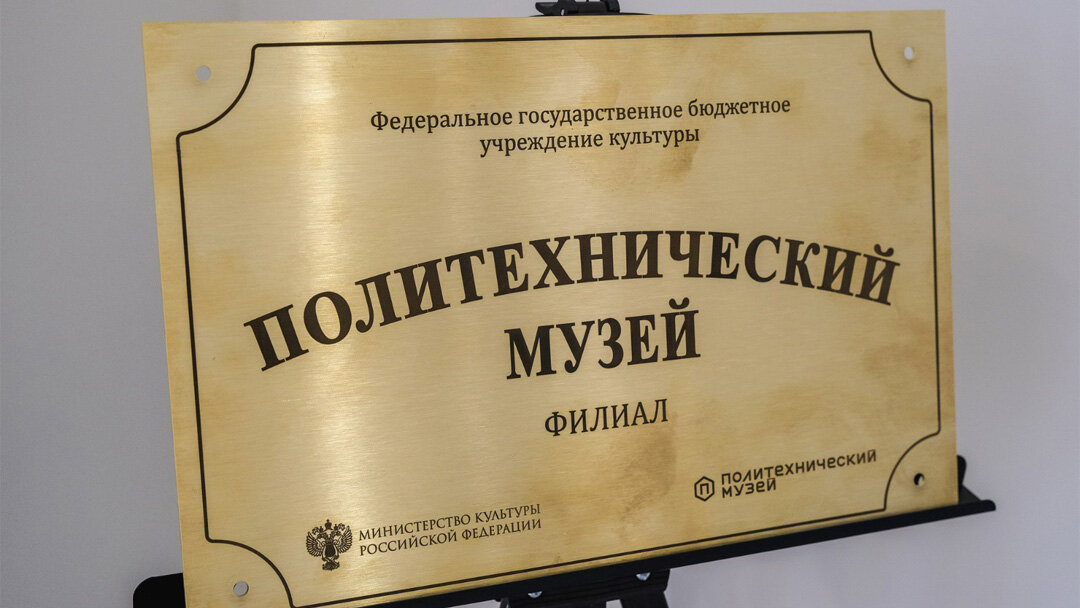 Федеральное государственное бюджетное
учреждение культуры
ПОЛИТЕХНИЧЕСКИЙ
МУЗЕЙ
ФИЛИАЛ
МИНИСТЕРСТВО КУЛЬТУРЫ
РОССИЙСКОЙ ФЕДЕРАЦИИ
П
ПОЛИТЕХНИЧЕСКИЙ
МУЗЕЙ